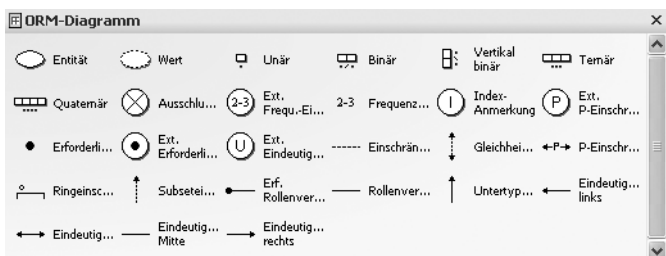 ORM-Diagramm
Entität
Wert
Unär
Binär
Vertikal
binär
Ternär
Quaternär
Ausschlu...
2-3
Ext.
Frequ.-Ei...
2-3
Frequenz...
I
Index-
Anmerkung
P
Ext.
P-Einschr...
Erforderli...
Ext.
Erforderli...
U
Ext.
Eindeutig...
Einschrän...
Gleichhei...
P
P-Einschr...
Ringeinsc...
Subsetei...
Erf.
Rollenver...
Rollenver...
Untertyp...
Eindeutig...
links
Eindeutig...
Eindeutig...
Mitte
Eindeutig...
rechts